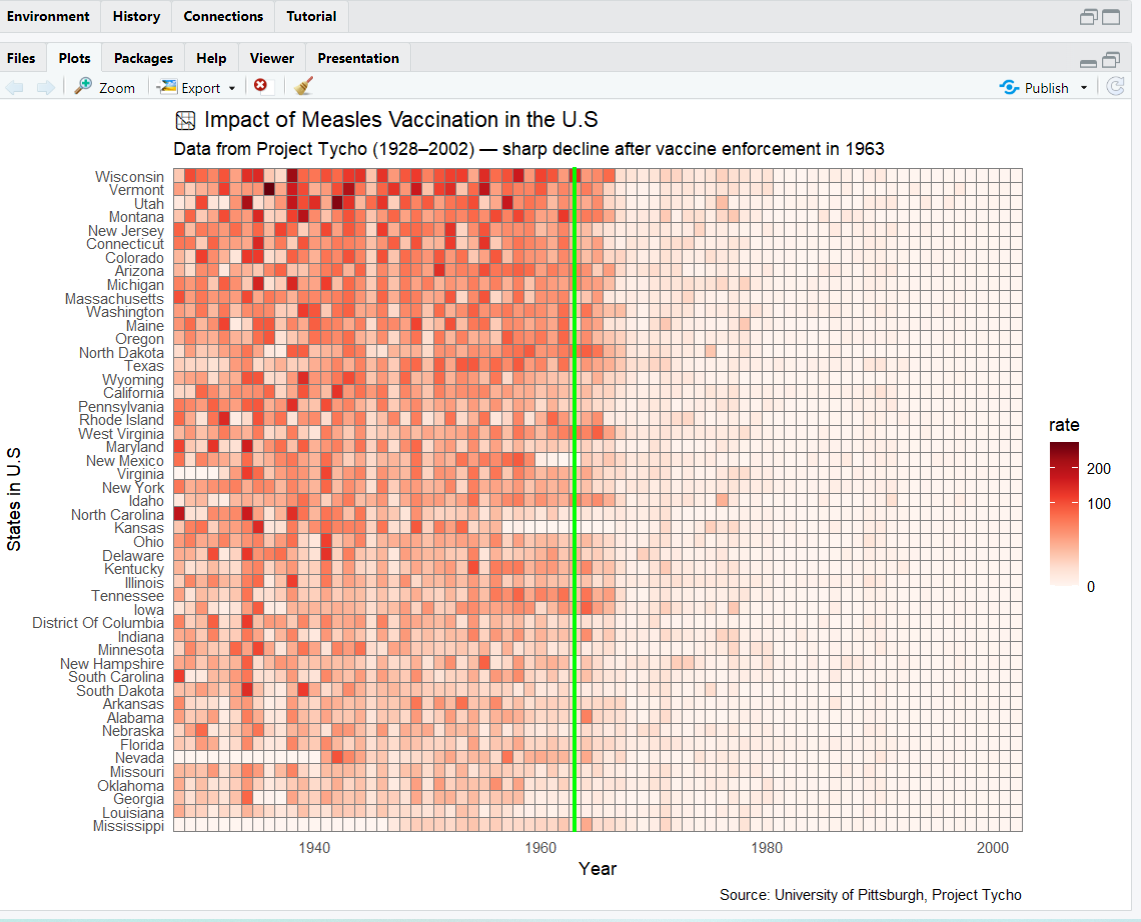 Environment History Connections Tutorial
Files Plots Packages Help Viewer Presentation
Zoom Export Publish
Impact of Measles Vaccination in the U.S
Data from Project Tycho (1928–2002) — sharp decline after vaccine enforcement in 1963
Wisconsin
Vermont
Utah
Montana
New Jersey
Connecticut
Colorado
Arizona
Michigan
Massachusetts
Washington
Maine
Oregon
North Dakota
Texas
Wyoming
California
Pennsylvania
Rhode Island
West Virginia
Maryland
New Mexico
Virginia
New York
Idaho
North Carolina
Kansas
Ohio
Delaware
Kentucky
Illinois
Tennessee
Iowa
District Of Columbia
Indiana
Minnesota
New Hampshire
South Carolina
South Dakota
Arkansas
Alabama
Nebraska
Florida
Nevada
Missouri
Oklahoma
Georgia
Louisiana
Mississippi
States in U.S
1940 1960 1980 2000
Year
rate
200
100
0
Source: University of Pittsburgh, Project Tycho